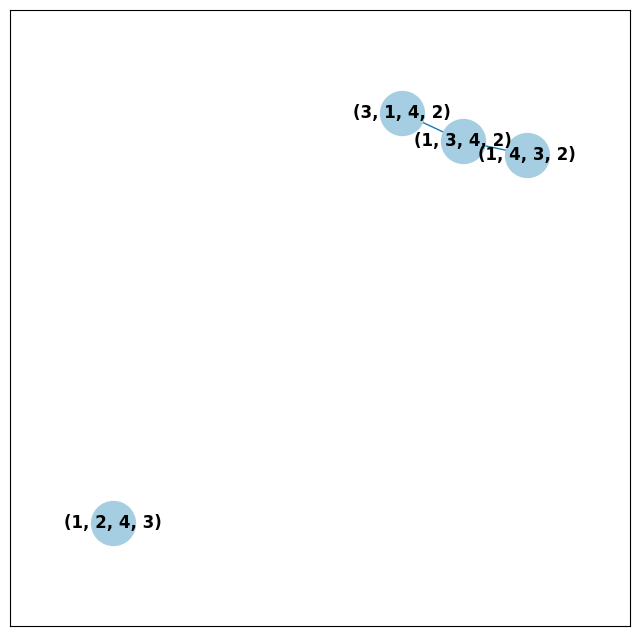 (3, 1, 4, 2)
(1, 3, 4, 2)
(1, 4, 3, 2)
(1, 2, 4, 3)